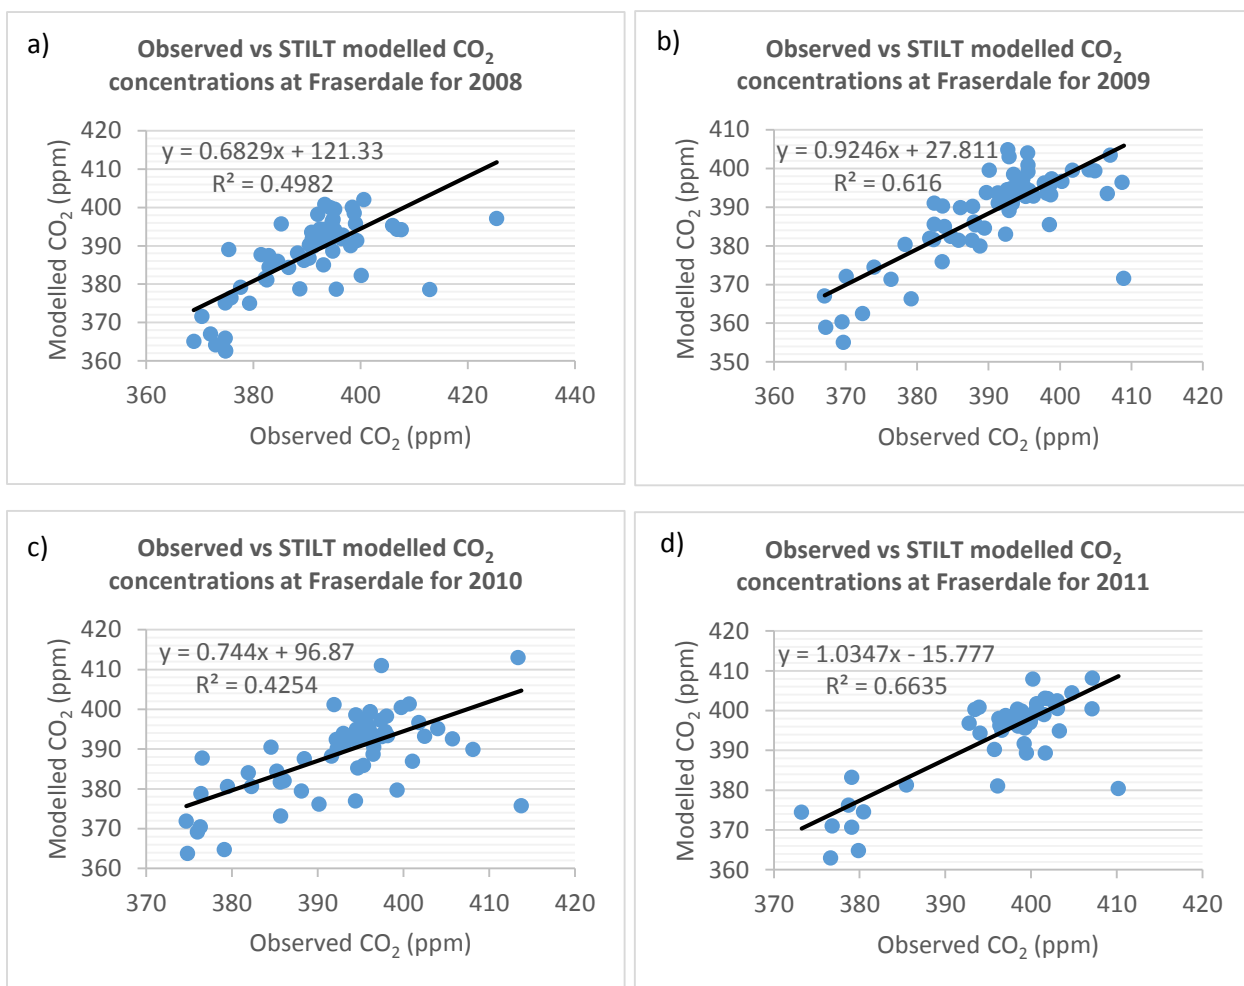 a)
Observed vs STILT modelled CO₂
concentrations at Fraserdale for 2008
y = 0.6829x + 121.33
R² = 0.4982
Modelled CO₂ (ppm)
420
410
400
390
380
370
360
360 380 400 420 440
Observed CO₂ (ppm)
b)
Observed vs STILT modelled CO₂
concentrations at Fraserdale for 2009
y = 0.9246x + 27.811
R² = 0.616
Modelled CO₂ (ppm)
410
400
390
380
370
360
350
360 370 380 390 400 410 420
Observed CO₂ (ppm)
c)
Observed vs STILT modelled CO₂
concentrations at Fraserdale for 2010
y = 0.744x + 96.87
R² = 0.4254
Modelled CO₂ (ppm)
420
410
400
390
380
370
360
370 380 390 400 410 420
Observed CO₂ (ppm)
d)
Observed vs STILT modelled CO₂
concentrations at Fraserdale for 2011
y = 1.0347x - 15.777
R² = 0.6635
Modelled CO₂ (ppm)
420
410
400
390
380
370
360
370 380 390 400 410 420
Observed CO₂ (ppm)